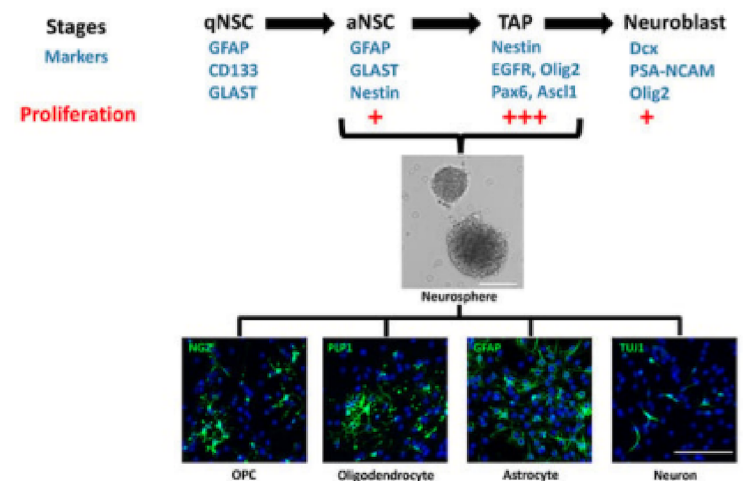 Stages qNSC aNSC TAP Neuroblast
Markers GFAP GFAP Nestin Dcx
CD133 GLAST EGFR, Olig2 PSA-NCAM
GLAST Nestin Pax6, Ascl1 Olig2
Proliferation + +++ +
Neurosphere
NG2 PLP1 GFAP TUJ1
OPC Oligodendrocyte Astrocyte Neuron